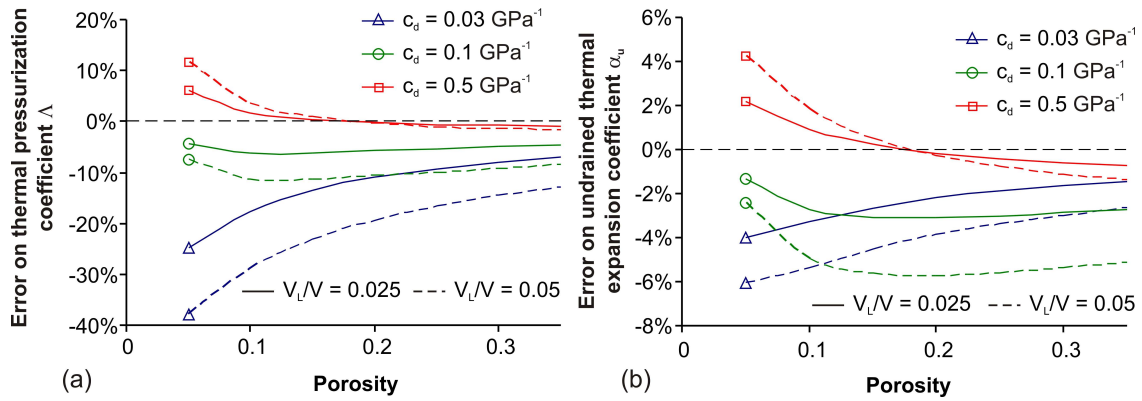 Error on thermal pressurization
coefficient Λ
20%
10%
0%
-10%
-20%
-30%
-40%
c_d = 0.03 GPa⁻¹
c_d = 0.1 GPa⁻¹
c_d = 0.5 GPa⁻¹
V_L/V = 0.025
V_L/V = 0.05
0
0.1
0.2
0.3
(a)
Porosity
Error on undrained thermal
expansion coefficient α_u
6%
4%
2%
0%
-2%
-4%
-6%
-8%
c_d = 0.03 GPa⁻¹
c_d = 0.1 GPa⁻¹
c_d = 0.5 GPa⁻¹
V_L/V = 0.025
V_L/V = 0.05
0
0.1
0.2
0.3
(b)
Porosity